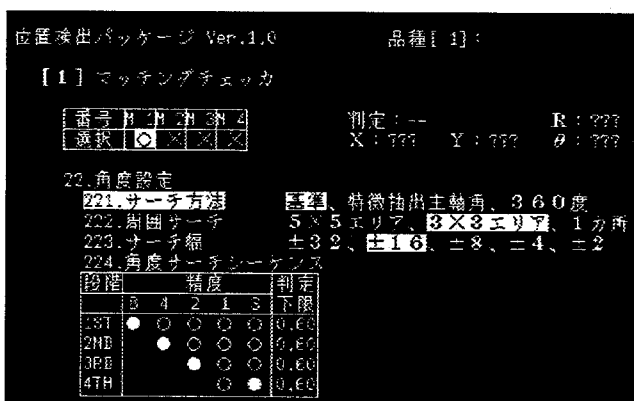 位置検出パッケージ Ver.1.0 品種[ 1]:
[1] マッチングチェッカ
番号 M 1 M 2 M 3 M 4 判定:-- R:???
選択 ○ × × × X:??? Y:??? θ:???
22.角度設定
221.サーチ方法 基準、特徴抽出主軸角、360度
222.周囲サーチ 5×5エリア、3×3エリア、1カ所
223.サーチ幅 ±32、±16、±8、±4、±2
224.角度サーチシーケンス
段階 精度 判定
8 4 2 1 S 下限
1ST ● ○ ○ ○ ○ 0.60
2ND ● ○ ○ ○ 0.60
3RD ● ○ ○ 0.60
4TH ○ ● 0.60